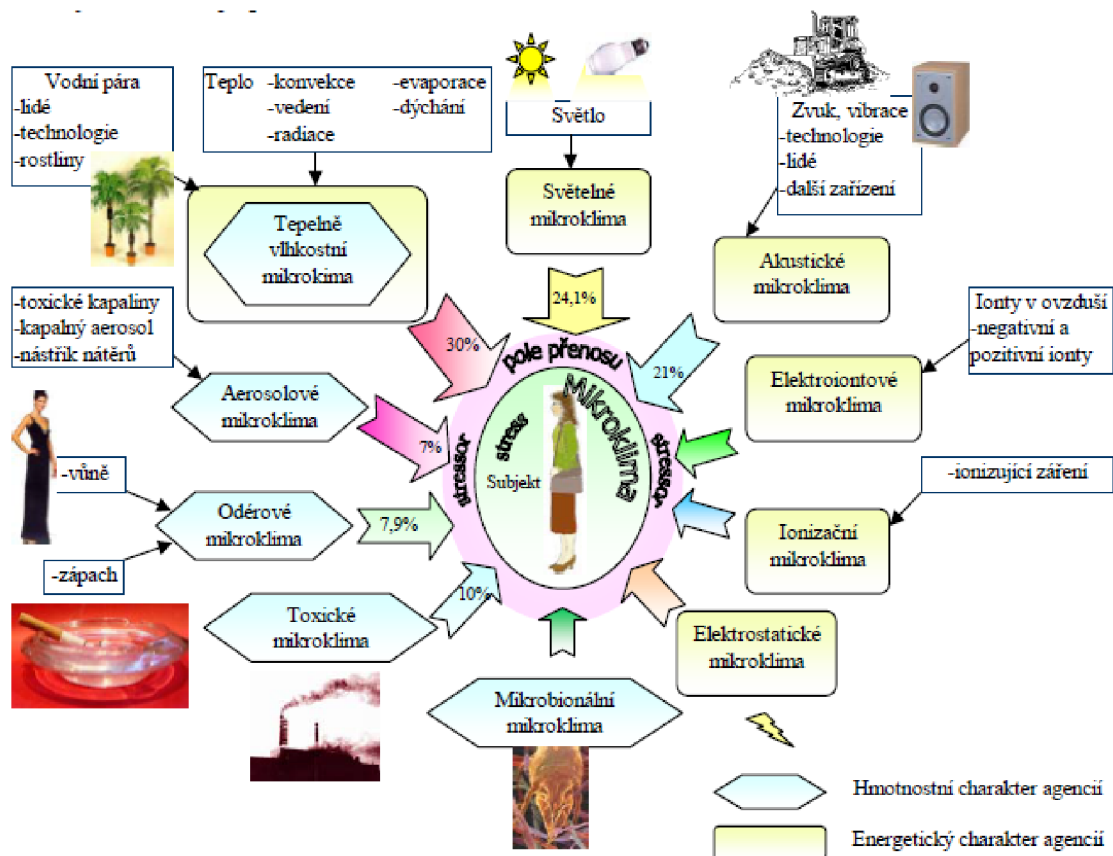 Vodní pára
-lidé
-technologie
-rostliny
Teplo -konvekce -evaporace
-vedení -dýchání
-radiace
Světlo
Zvuk, vibrace
-technologie
-lidé
-další zařízení
Tepelně
vlhkostní
mikrokima
Světelné
mikroklima
Akustické
mikroklima
-toxické kapaliny
-kapalný aerosol
-nástřik nátěrů
Ionty v ovzduší
-negativní a
pozitivní ionty
30%
24,1%
21%
pole přenosu
Aerosolové
mikroklima
7%
Elektroiontové
mikroklima
stressor
stress
Mikroklima
stressor
Subjekt
-vůně
-ionizující záření
Odérové
mikroklima
7,9%
Ionizační
mikroklima
-zápach
10%
Toxické
mikroklima
Elektrostatické
mikroklima
Mikrobionální
mikroklima
Hmotnostní charakter agencií
Energetický charakter agencií